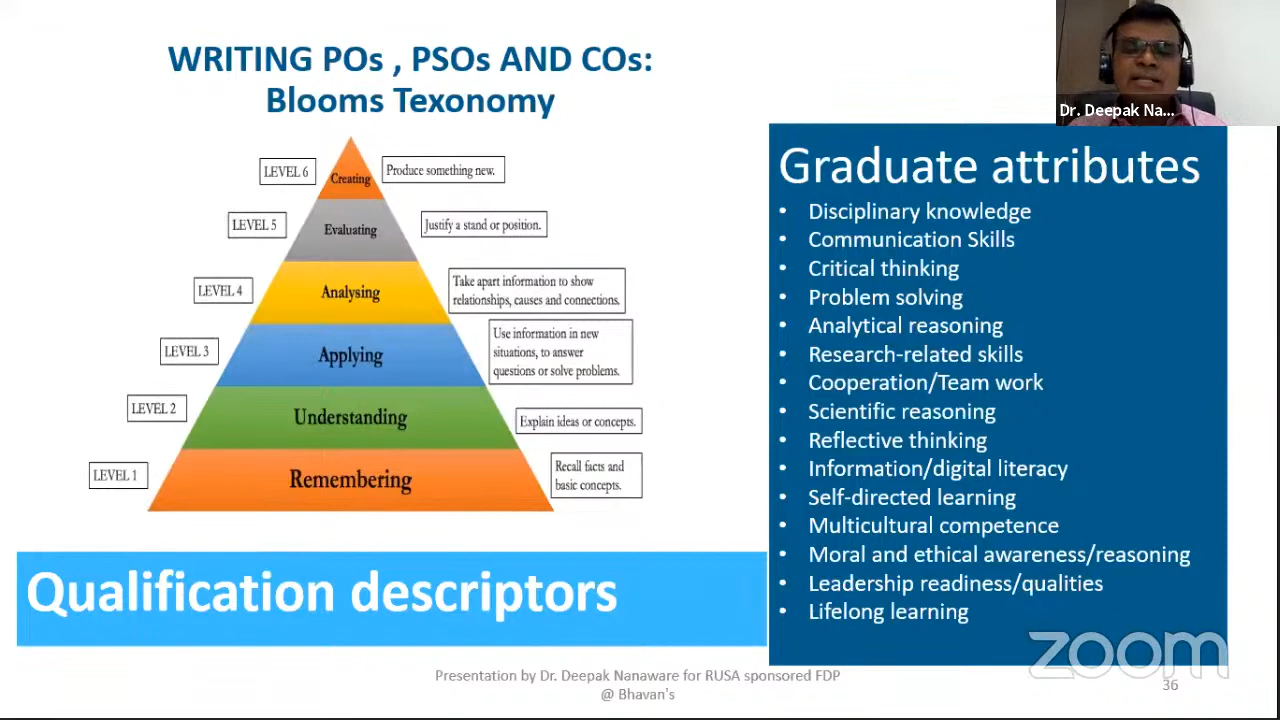 WRITING POs , PSOs AND COs:
Blooms Texonomy
Dr. Deepak Na...
LEVEL 6
Creating
Produce something new.
LEVEL 5
Evaluating
Justify a stand or position.
LEVEL 4
Analysing
Take apart information to show
relationships, causes and connections.
LEVEL 3
Applying
Use information in new
situations, to answer
questions or solve problems.
LEVEL 2
Understanding
Explain ideas or concepts.
LEVEL 1
Remembering
Recall facts and
basic concepts.
Qualification descriptors
Graduate attributes
• Disciplinary knowledge
• Communication Skills
• Critical thinking
• Problem solving
• Analytical reasoning
• Research-related skills
• Cooperation/Team work
• Scientific reasoning
• Reflective thinking
• Information/digital literacy
• Self-directed learning
• Multicultural competence
• Moral and ethical awareness/reasoning
• Leadership readiness/qualities
• Lifelong learning
zoom
Presentation by Dr. Deepak Nanaware for RUSA sponsored FDP
@ Bhavan's
36